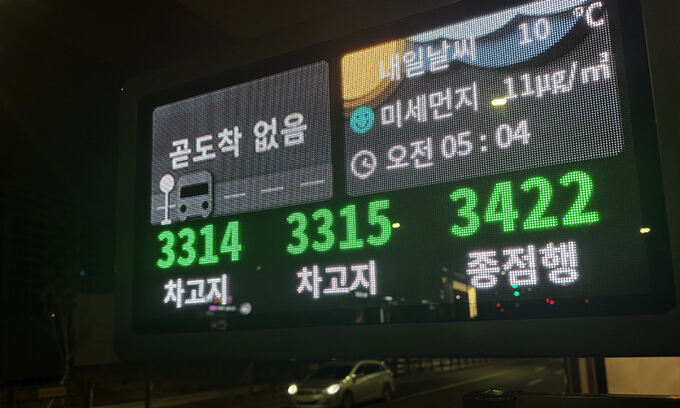 곧도착 없음
내일날씨 10 °C
미세먼지 11μg/㎥
오전 05 : 04
3314 3315 3422
차고지 차고지 종점행